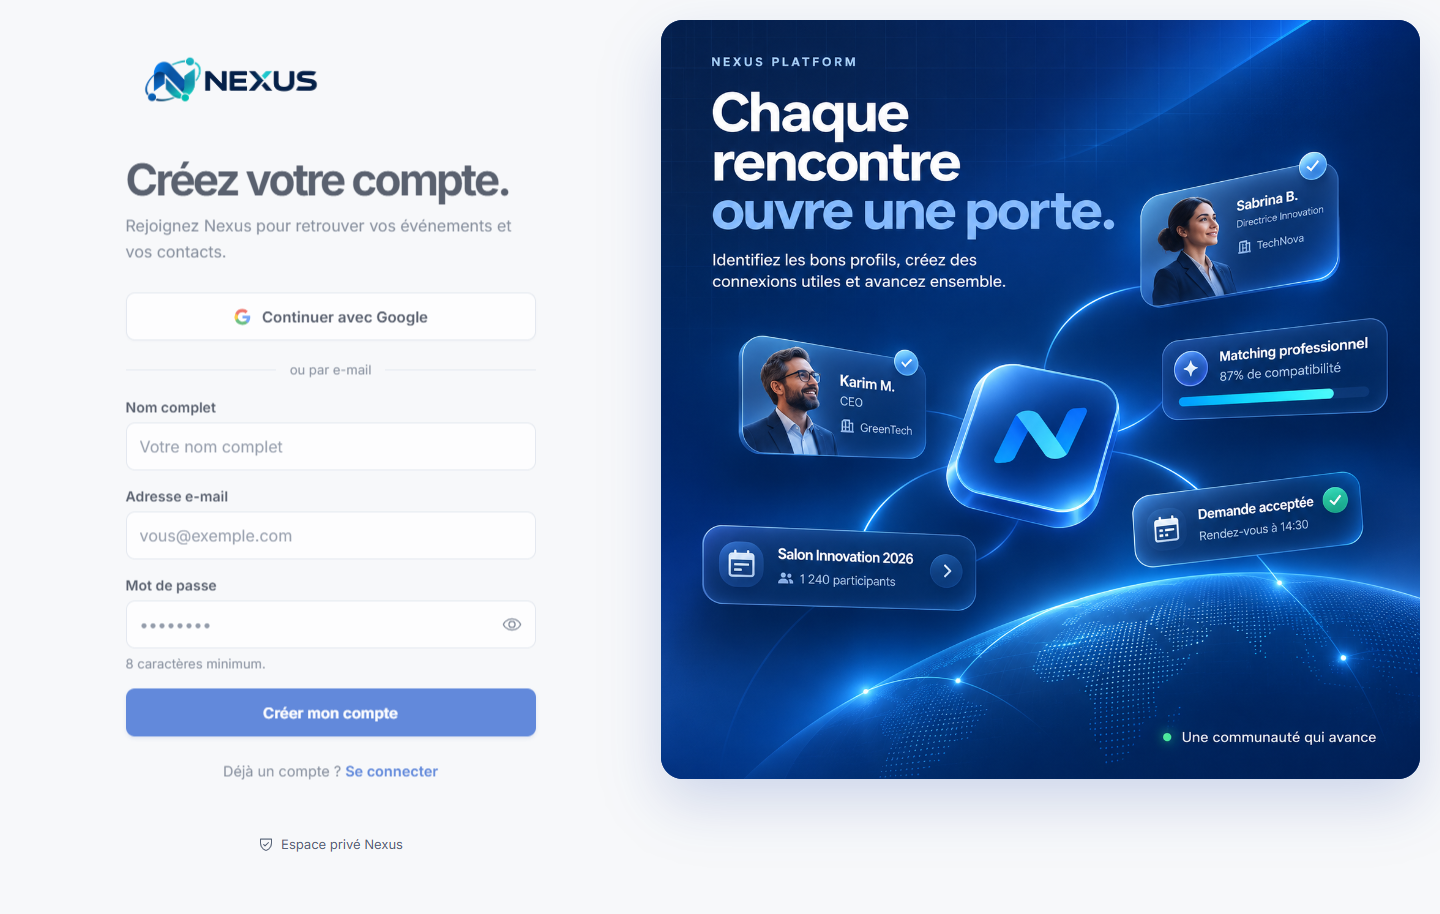 NEXUS
Créez votre compte.
Rejoignez Nexus pour retrouver vos événements et
vos contacts.
Continuer avec Google
ou par e-mail
Nom complet
Votre nom complet
Adresse e-mail
vous@exemple.com
Mot de passe
••••••••
8 caractères minimum.
Créer mon compte
Déjà un compte ? Se connecter
Espace privé Nexus
NEXUS PLATFORM
Chaque
rencontre
ouvre une porte.
Identifiez les bons profils, créez des
connexions utiles et avancez ensemble.
Sabrina B.
Directrice Innovation
TechNova
Karim M.
CEO
GreenTech
Matching professionnel
87% de compatibilité
N
Demande acceptée
Rendez-vous à 14:30
Salon Innovation 2026
1 240 participants
Une communauté qui avance